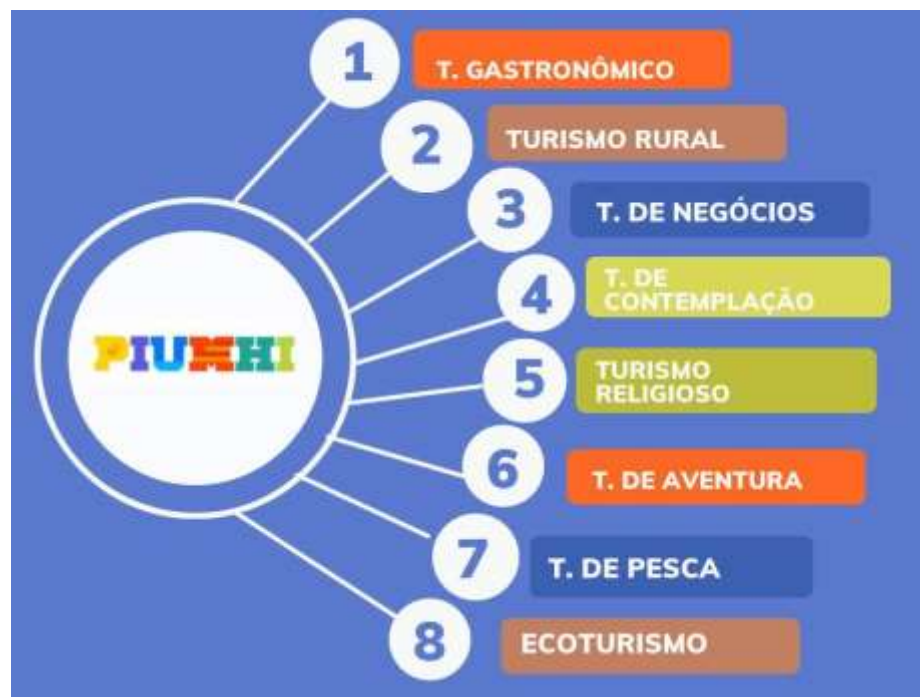 1
T. GASTRONÔMICO
2
TURISMO RURAL
3
T. DE NEGÓCIOS
4
T. DE
CONTEMPLAÇÃO
PIUMHI
5
TURISMO
RELIGIOSO
6
T. DE AVENTURA
7
T. DE PESCA
8
ECOTURISMO